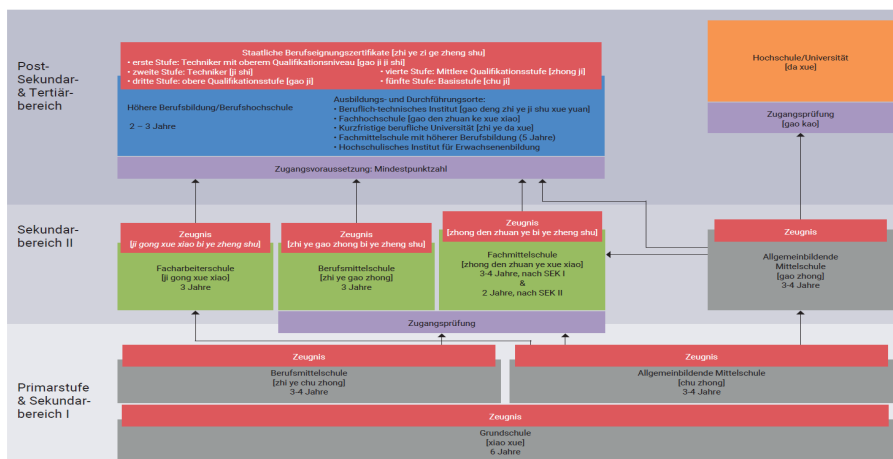 Post-
Sekundar-
& Tertiär-
bereich
Staatliche Berufseignungszertifikate [zhi ye zi ge zheng shu]
• erste Stufe: Techniker mit oberem Qualifikationsniveau [gao ji ji shi]
• zweite Stufe: Techniker [ji shi]
• vierte Stufe: Mittlere Qualifikationsstufe [zhong ji]
• dritte Stufe: obere Qualifikationsstufe [gao ji]
• fünfte Stufe: Basisstufe [chu ji]
Höhere Berufsbildung/Berufshochschule
2 – 3 Jahre
Ausbildungs- und Durchführungsorte:
• Beruflich-technisches Institut [gao deng zhi ye ji shu xue yuan]
• Fachhochschule [gao den zhuan ke xue xiao]
• Kurzfristige berufliche Universität [zhi ye da xue]
• Fachmittelschule mit höherer Berufsbildung (5 Jahre)
• Hochschulisches Institut für Erwachsenenbildung
Zugangsvoraussetzung: Mindestpunktzahl
Hochschule/Universität
[da xue]
Zugangsprüfung
[gao kao]
Sekundar-
bereich II
Zeugnis
[ji gong xue xiao bi ye zheng shu]
Facharbeiterschule
[ji gong xue xiao]
3 Jahre
Zeugnis
[zhi ye gao zhong bi ye zheng shu]
Berufsmittelschule
[zhi ye gao zhong]
3 Jahre
Zeugnis
[zhong den zhuan ye bi ye zheng shu]
Fachmittelschule
[zhong den zhuan ye xue xiao]
3-4 Jahre, nach SEK I
&
2 Jahre, nach SEK II
Zeugnis
Allgemeinbildende
Mittelschule
[gao zhong]
3-4 Jahre
Zugangsprüfung
Primarstufe
& Sekundar-
bereich I
Zeugnis
Berufsmittelschule
[zhi ye chu zhong]
3-4 Jahre
Zeugnis
Allgemeinbildende Mittelschule
[chu zhong]
3-4 Jahre
Zeugnis
Grundschule
[xiao xue]
6 Jahre